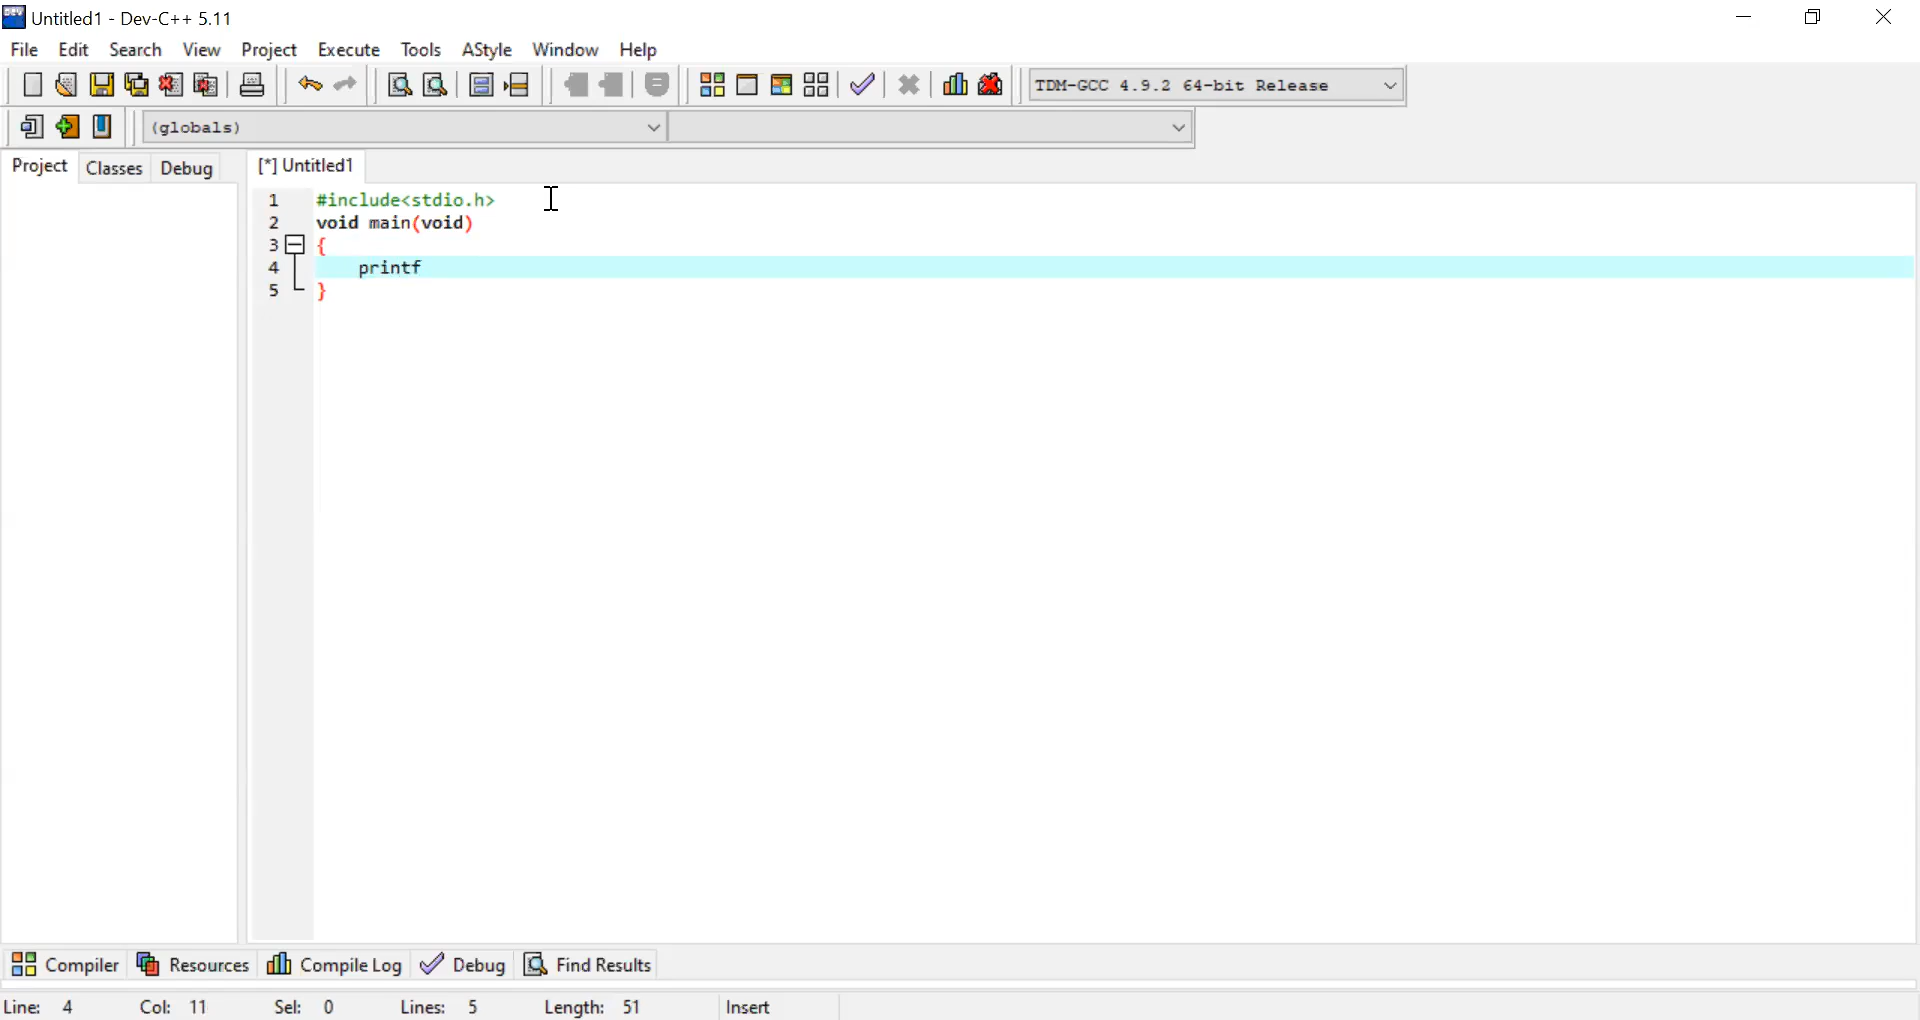 Untitled1 - Dev-C++ 5.11
File Edit Search View Project Execute Tools AStyle Window Help
TDM-GCC 4.9.2 64-bit Release
(globals)
Project Classes Debug [*] Untitled1
1 #include<stdio.h>
2 void main(void)
3 {
4 printf
5 }
Compiler Resources Compile Log Debug Find Results
Line: 4 Col: 11 Sel: 0 Lines: 5 Length: 51 Insert